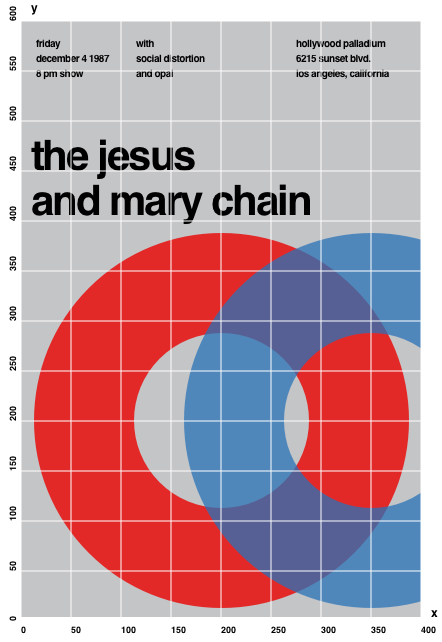 y
600
friday
december 4 1987
8 pm show
with
social distortion
and opal
hollywood palladium
6215 sunset blvd.
los angeles, california
550
500
the jesus
450
and mary chain
400
350
300
250
200
150
100
50
0
x
0 50 100 150 200 250 300 350 400